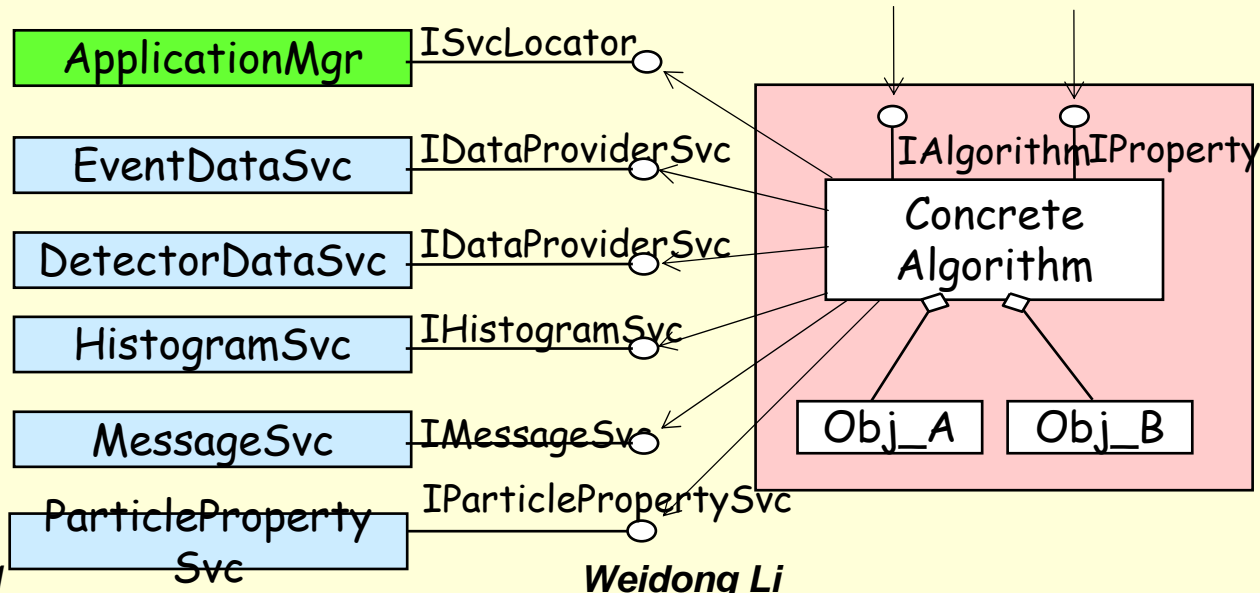 ApplicationMgr
ISvcLocator
EventDataSvc
IDataProviderSvc
DetectorDataSvc
IDataProviderSvc
HistogramSvc
IHistogramSvc
MessageSvc
IMessageSvc
ParticleProperty
Svc
IParticlePropertySvc
IAlgorithm
IProperty
Concrete
Algorithm
Obj_A
Obj_B
Weidong Li